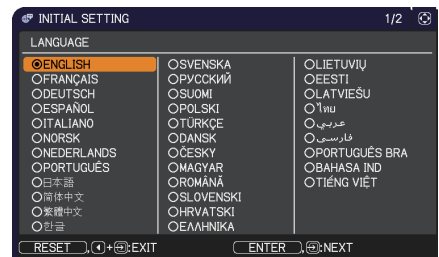 INITIAL SETTING 1/2
LANGUAGE
ENGLISH
FRANÇAIS
DEUTSCH
ESPAÑOL
ITALIANO
NORSK
NEDERLANDS
PORTUGUÊS
日本語
简体中文
繁體中文
한글
SVENSKA
РУССКИЙ
SUOMI
POLSKI
TÜRKÇE
DANSK
ČESKY
MAGYAR
ROMÂNĂ
SLOVENSKI
HRVATSKI
ΕΛΛΗΝΙΚΑ
LIETUVIŲ
EESTI
LATVIEŠU
ไทย
عربي
فارسی
PORTUGUÊS BRA
BAHASA IND
TIẾNG VIỆT
RESET , + :EXIT ENTER , :NEXT